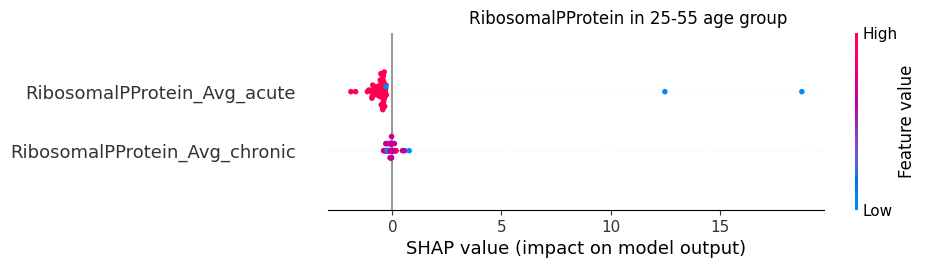 RibosomalPProtein in 25-55 age group
High
RibosomalPProtein_Avg_acute
RibosomalPProtein_Avg_chronic
Feature value
Low
0 5 10 15
SHAP value (impact on model output)